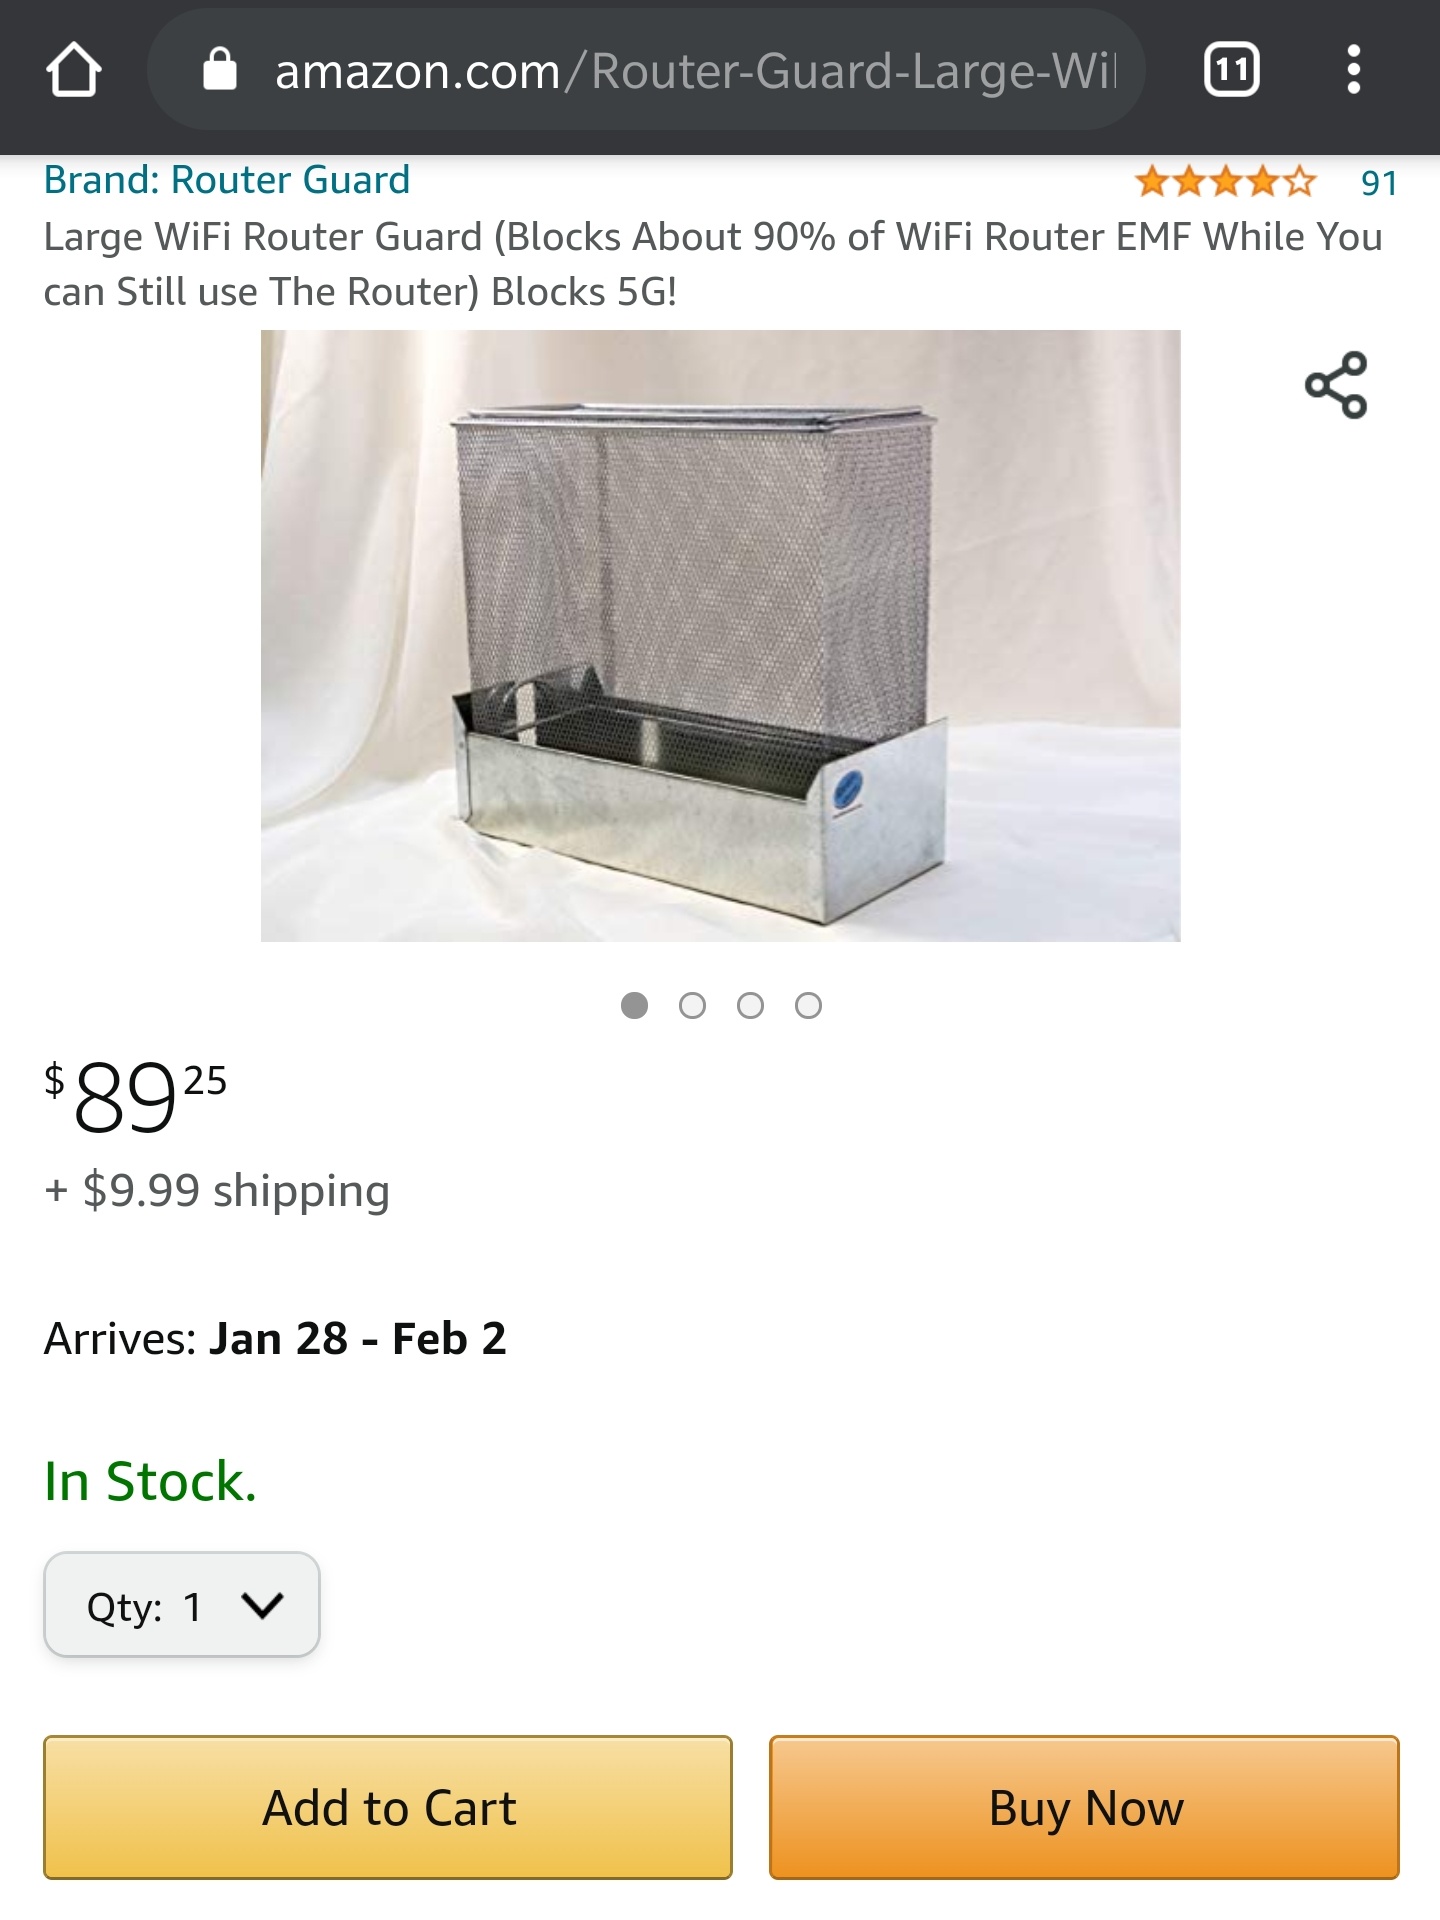 amazon.com/Router-Guard-Large-Wi
11
Brand: Router Guard
91
Large WiFi Router Guard (Blocks About 90% of WiFi Router EMF While You
can Still use The Router) Blocks 5G!
$89 25
+ $9.99 shipping
Arrives: Jan 28 - Feb 2
In Stock.
Qty: 1
Add to Cart
Buy Now